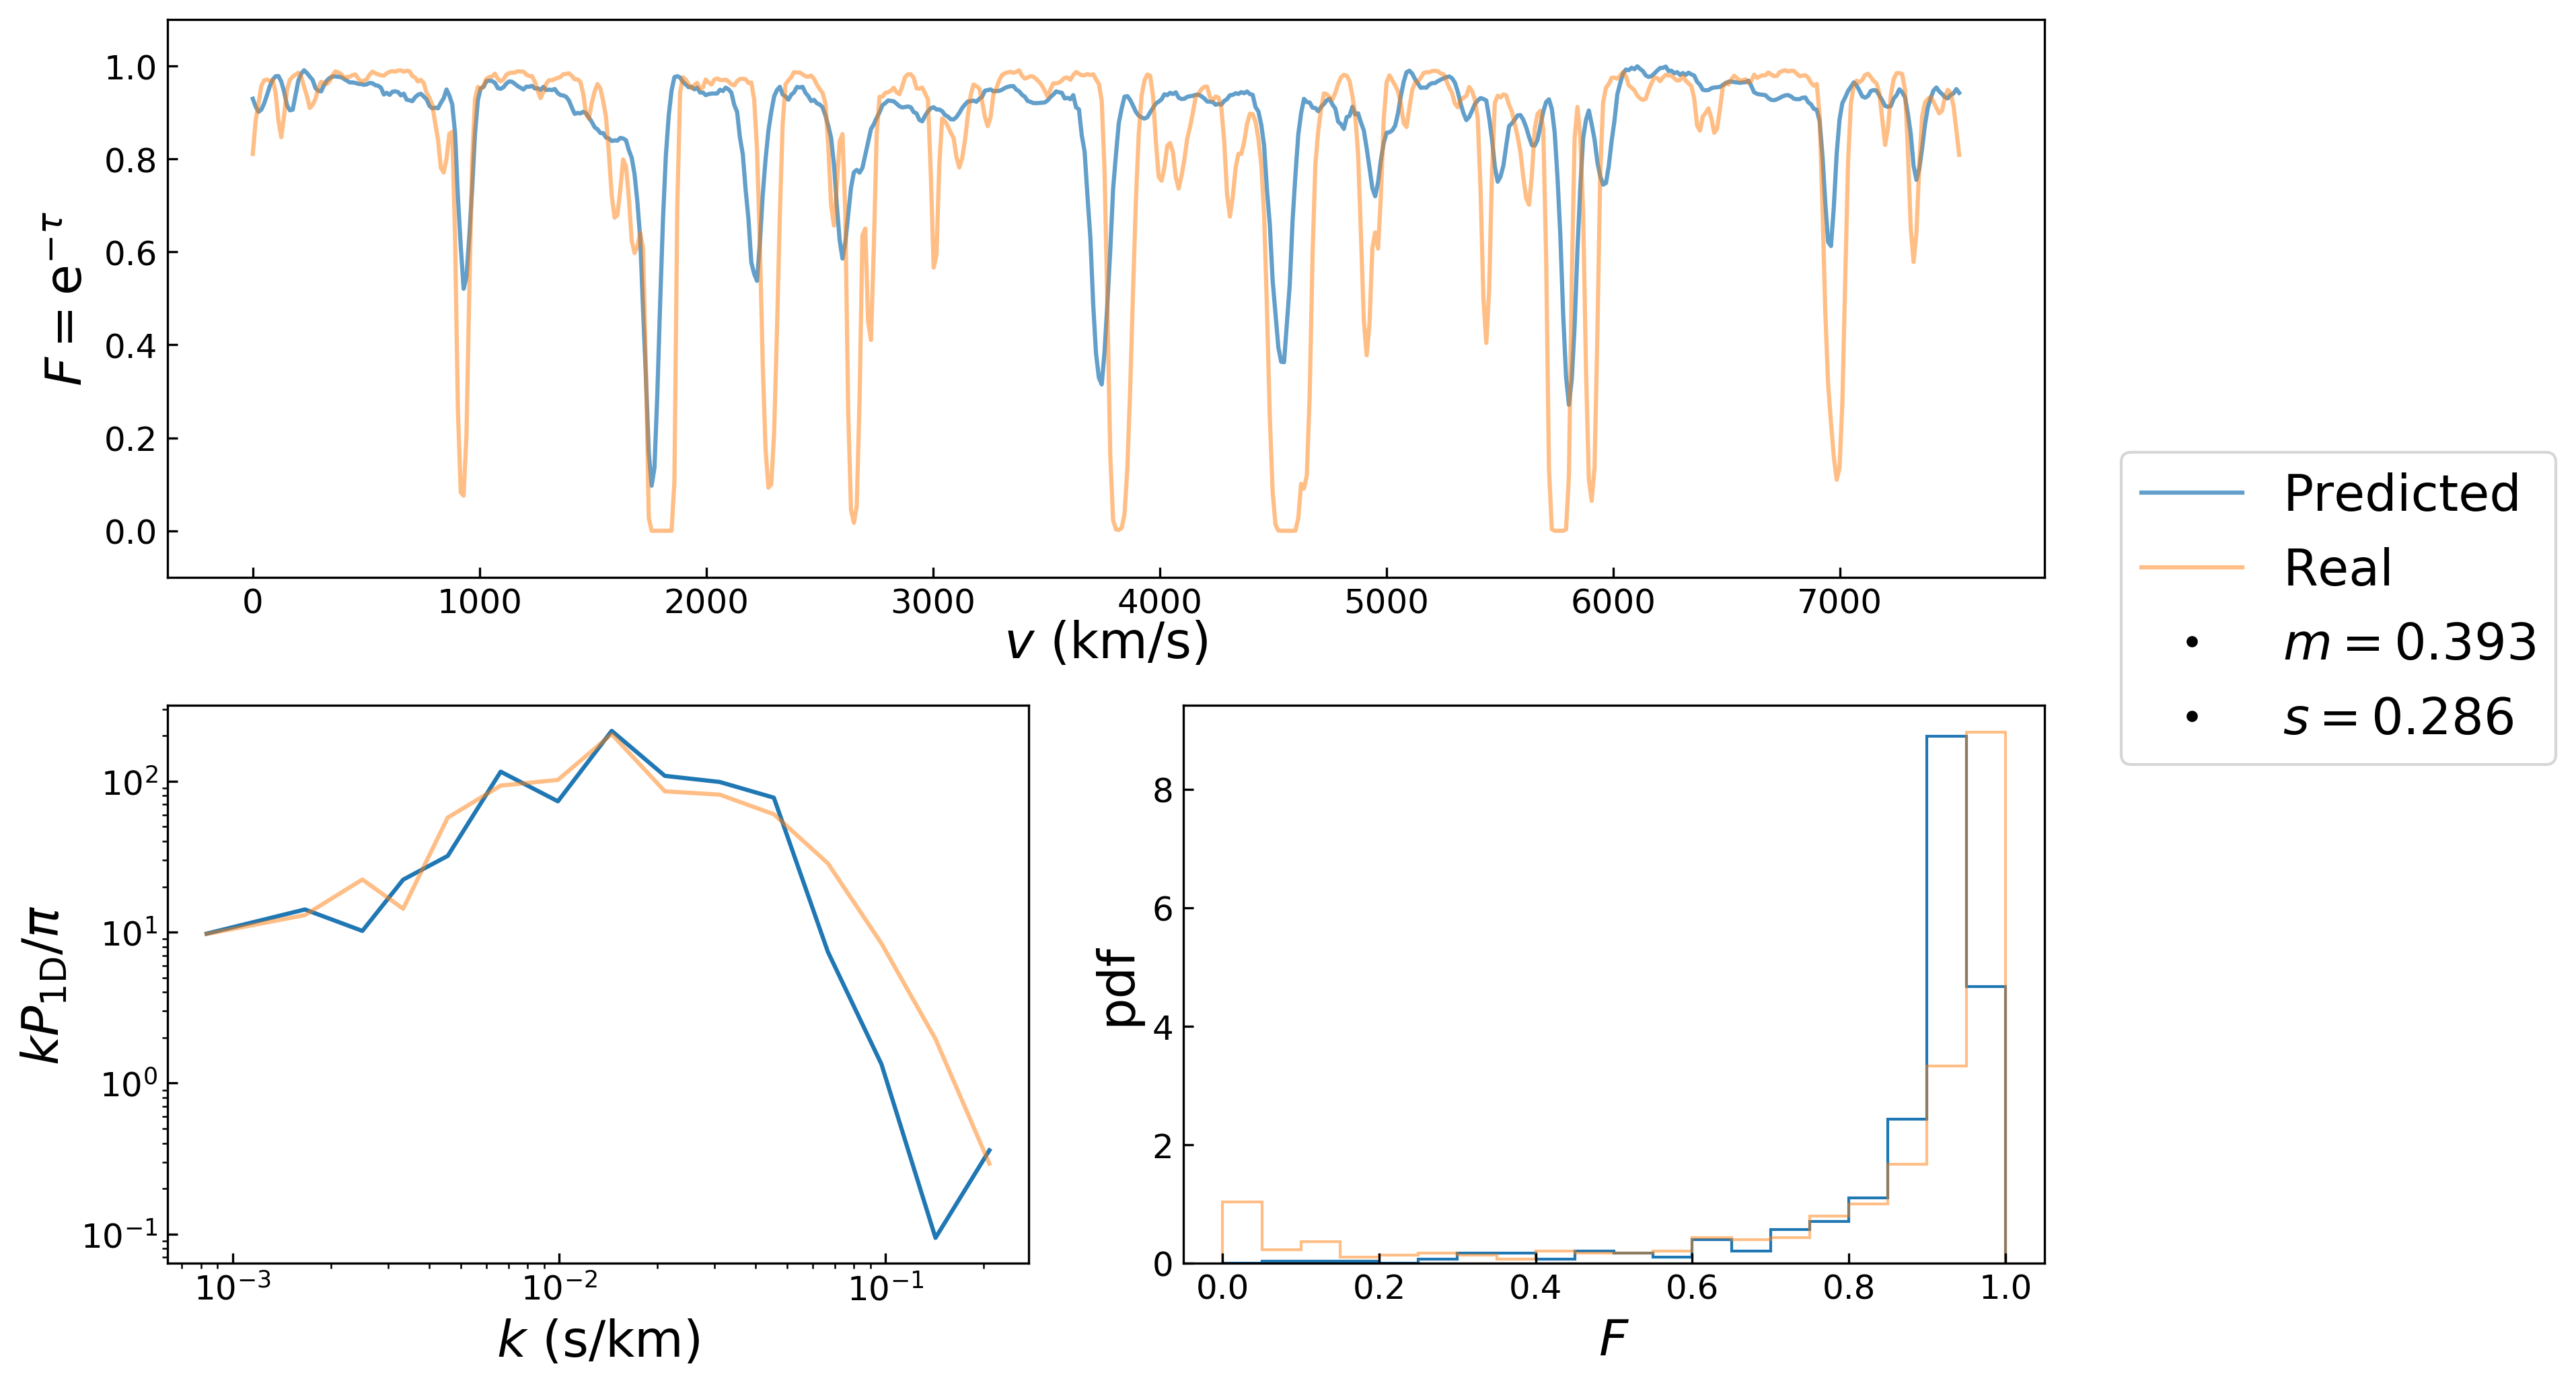 F = e^{−τ}
1.0
0.8
0.6
0.4
0.2
0.0
0 1000 2000 3000 4000 5000 6000 7000
v (km/s)
Predicted
Real
m = 0.393
s = 0.286
kP_{1D}/π
10^2
10^1
10^0
10^{−1}
10^{−3} 10^{−2} 10^{−1}
k (s/km)
pdf
8
6
4
2
0
0.0 0.2 0.4 0.6 0.8 1.0
F